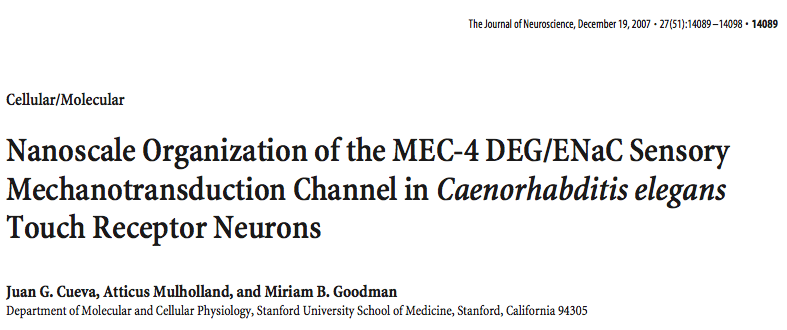 The Journal of Neuroscience, December 19, 2007 • 27(51):14089–14098 • 14089
Cellular/Molecular
Nanoscale Organization of the MEC-4 DEG/ENaC Sensory
Mechanotransduction Channel in Caenorhabditis elegans
Touch Receptor Neurons
Juan G. Cueva, Atticus Mulholland, and Miriam B. Goodman
Department of Molecular and Cellular Physiology, Stanford University School of Medicine, Stanford, California 94305